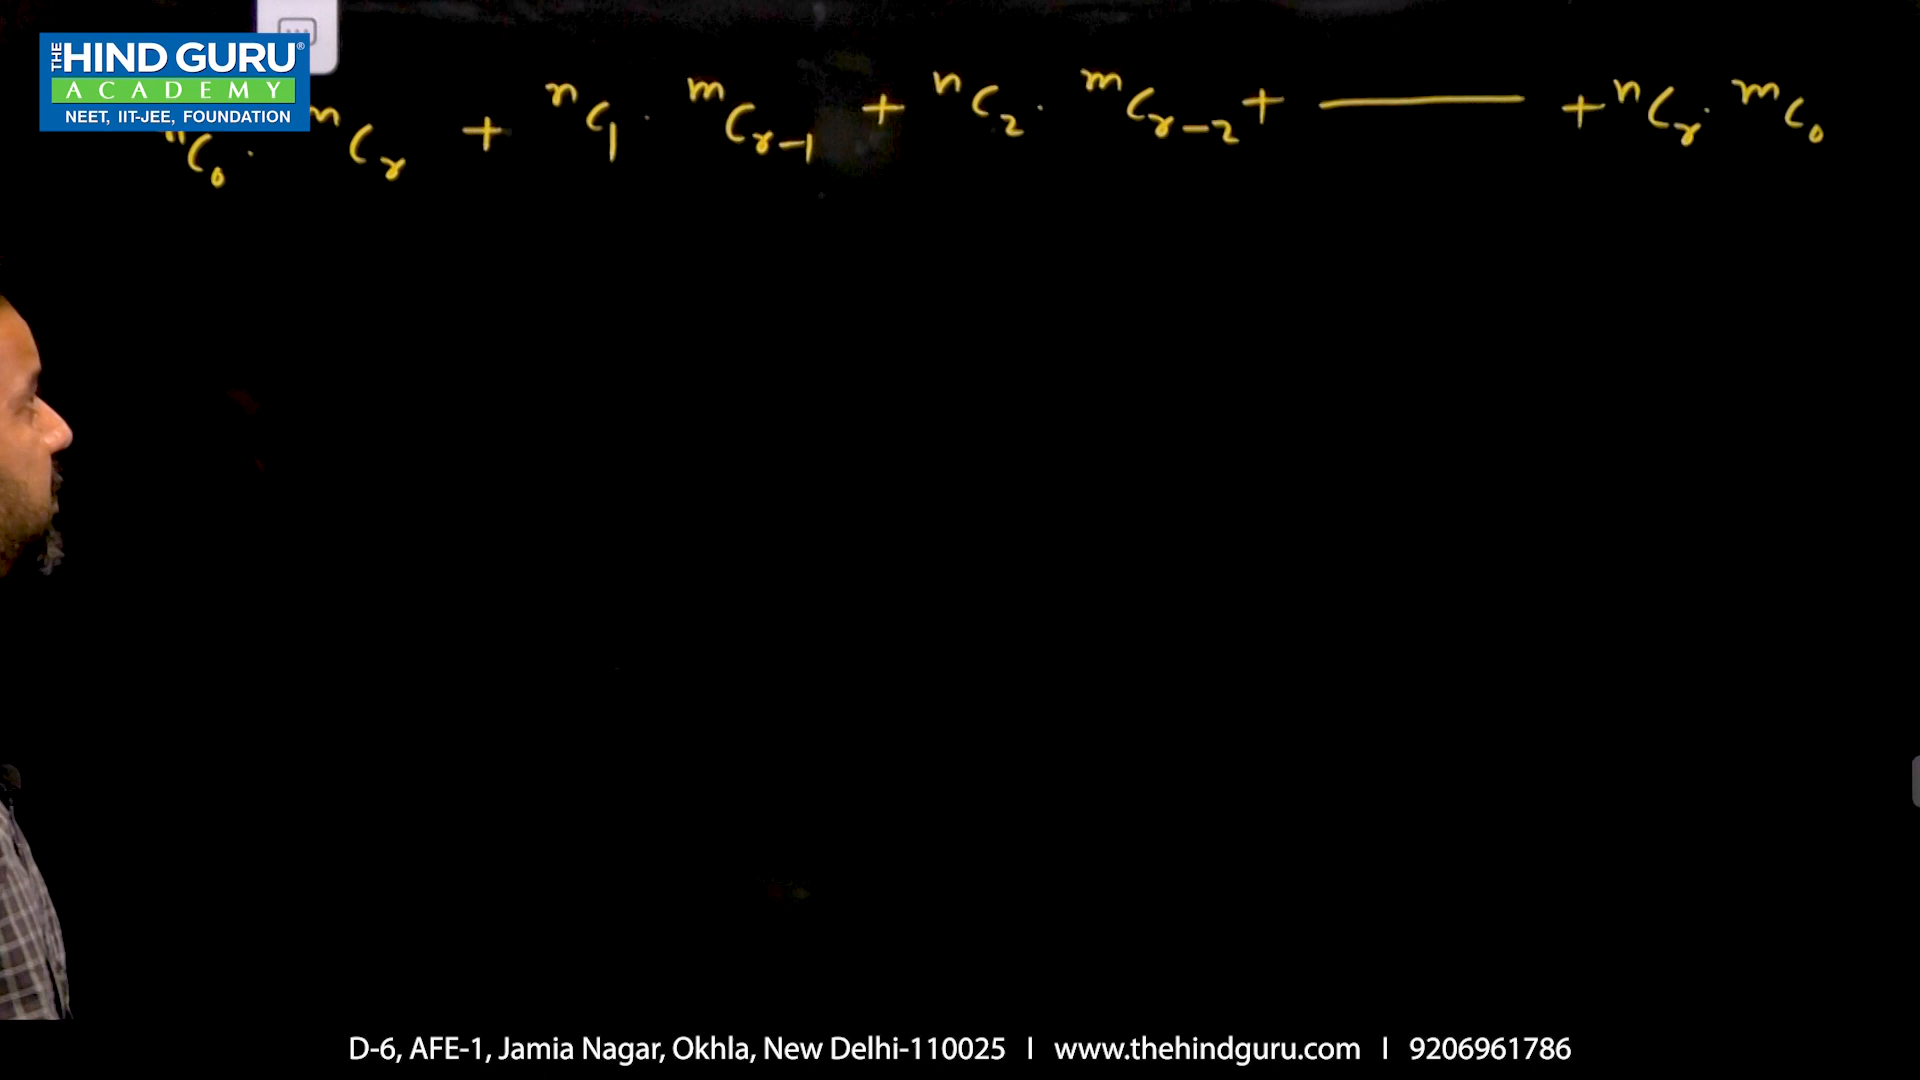 THE HIND GURU®
ACADEMY
NEET, IIT-JEE, FOUNDATION
ⁿC₀ · ᵐCᵣ + ⁿC₁ · ᵐCᵣ₋₁ + ⁿC₂ · ᵐCᵣ₋₂ + ——— + ⁿCᵣ · ᵐC₀
D-6, AFE-1, Jamia Nagar, Okhla, New Delhi-110025 | www.thehindguru.com | 9206961786